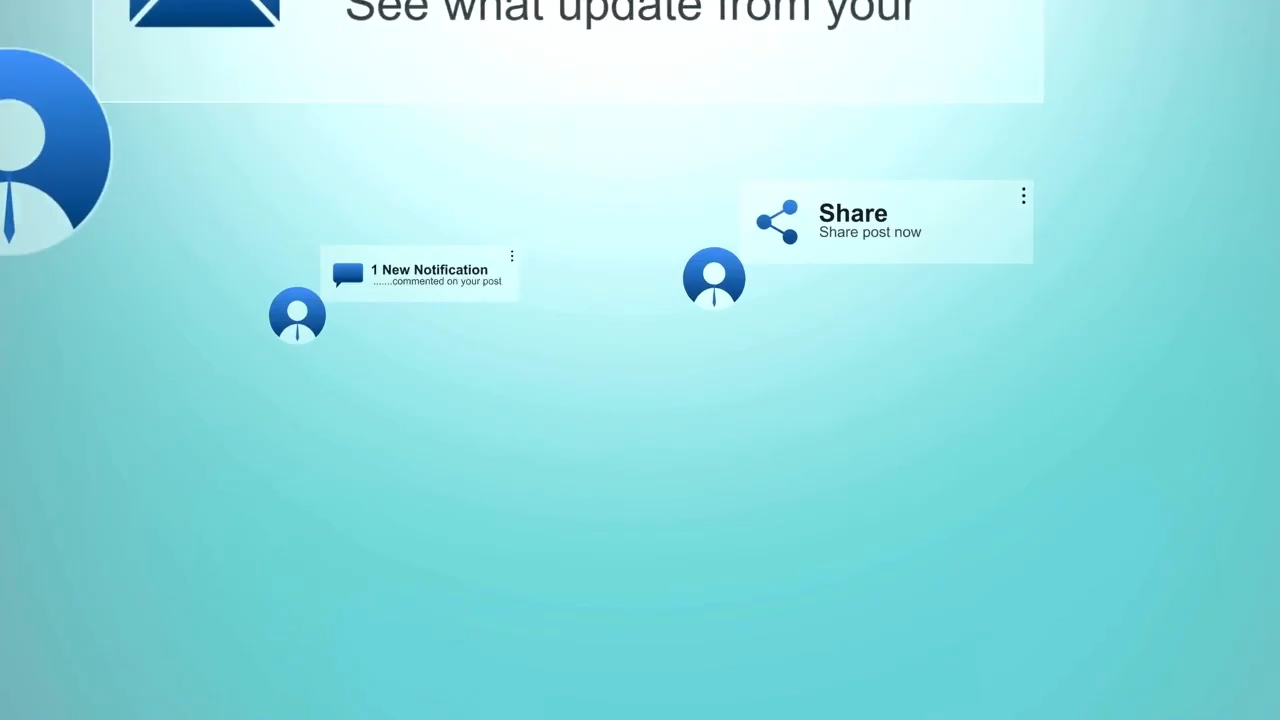 See what update from your
Share
Share post now
1 New Notification
.......commented on your post